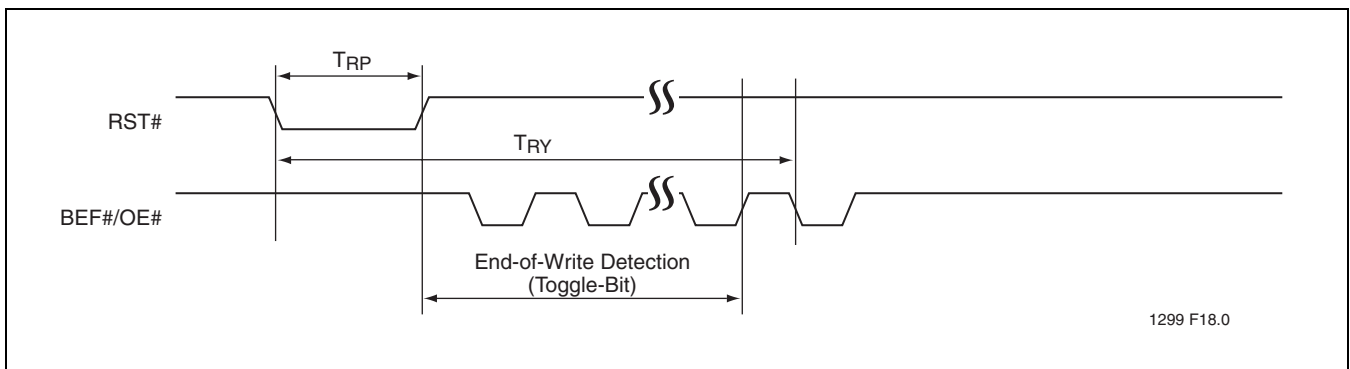 TRP
RST#
TRY
BEF#/OE#
End-of-Write Detection
(Toggle-Bit)
1299 F18.0